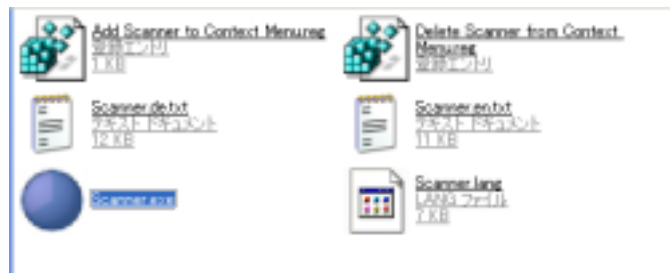 Add Scanner to Context Menu.reg
登録エントリ
1 KB
Delete Scanner from Context
Menu.reg
登録エントリ
Scanner.de.txt
テキスト ドキュメント
12 KB
Scanner.en.txt
テキスト ドキュメント
11 KB
Scanner.exe
Scanner.lang
LANG ファイル
7 KB